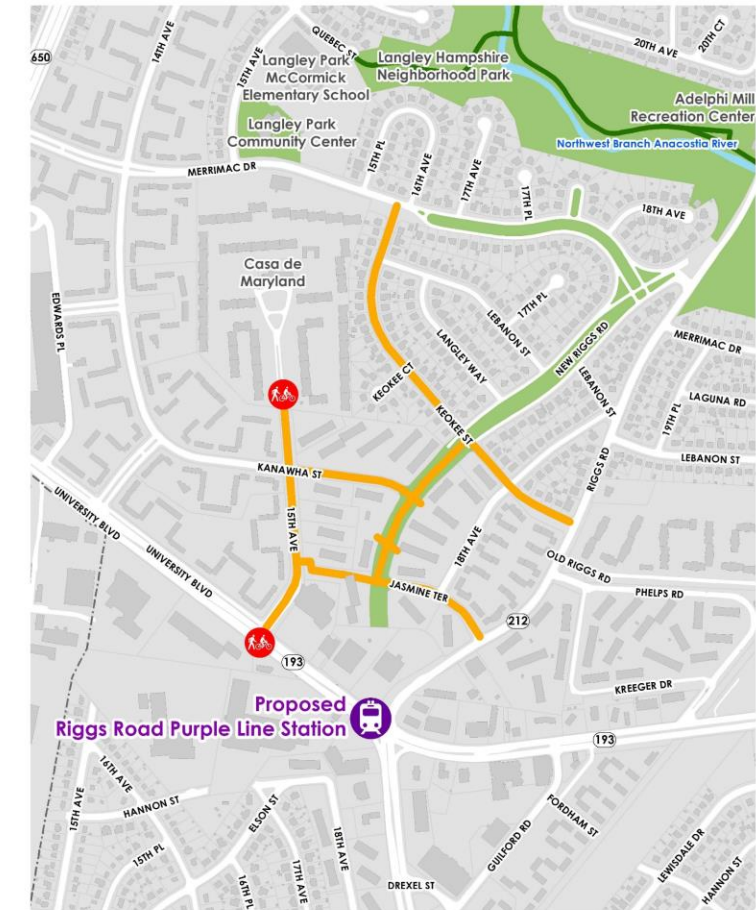 650
14TH AVE
15TH AVE
QUEBEC ST
Langley Park
McCormick
Elementary School
Langley Hampshire
Neighborhood Park
20TH AVE
20TH CT
Adelphi Mill
Recreation Center
Langley Park
Community Center
Northwest Branch Anacostia River
MERRIMAC DR
15TH PL
16TH AVE
17TH AVE
17TH PL
18TH AVE
Casa de
Maryland
EDWARDS PL
17TH PL
LEBANON ST
LANGLEY WAY
NEW RIGGS RD
MERRIMAC DR
KEOKEE CT
LEBANON ST
LAGUNA RD
19TH PL
KEOKEE ST
LEBANON ST
KANAWHA ST
RIGGS RD
UNIVERSITY BLVD
15TH AVE
18TH AVE
UNIVERSITY BLVD
OLD RIGGS RD
JASMINE TER
PHELPS RD
212
193
KREEGER DR
Proposed
Riggs Road Purple Line Station
193
16TH AVE
15TH AVE
HANNON ST
ELSON ST
FORDHAM ST
18TH AVE
GUILFORD RD
LEWISDALE DR
15TH PL
17TH AVE
16TH PL
DREXEL ST
HANNON ST